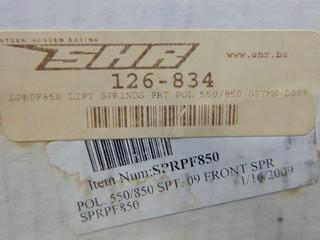 HANSEN RACING
SHR
www.shr.bz
126-834
SPRPF850 LIFT SPRINGS FRT POL 550/850 SPTMN 2009
Item Num:SPRPF850
POL. 550/850 SPT. 09 FRONT SPR
SPRPF850
1/16/2009